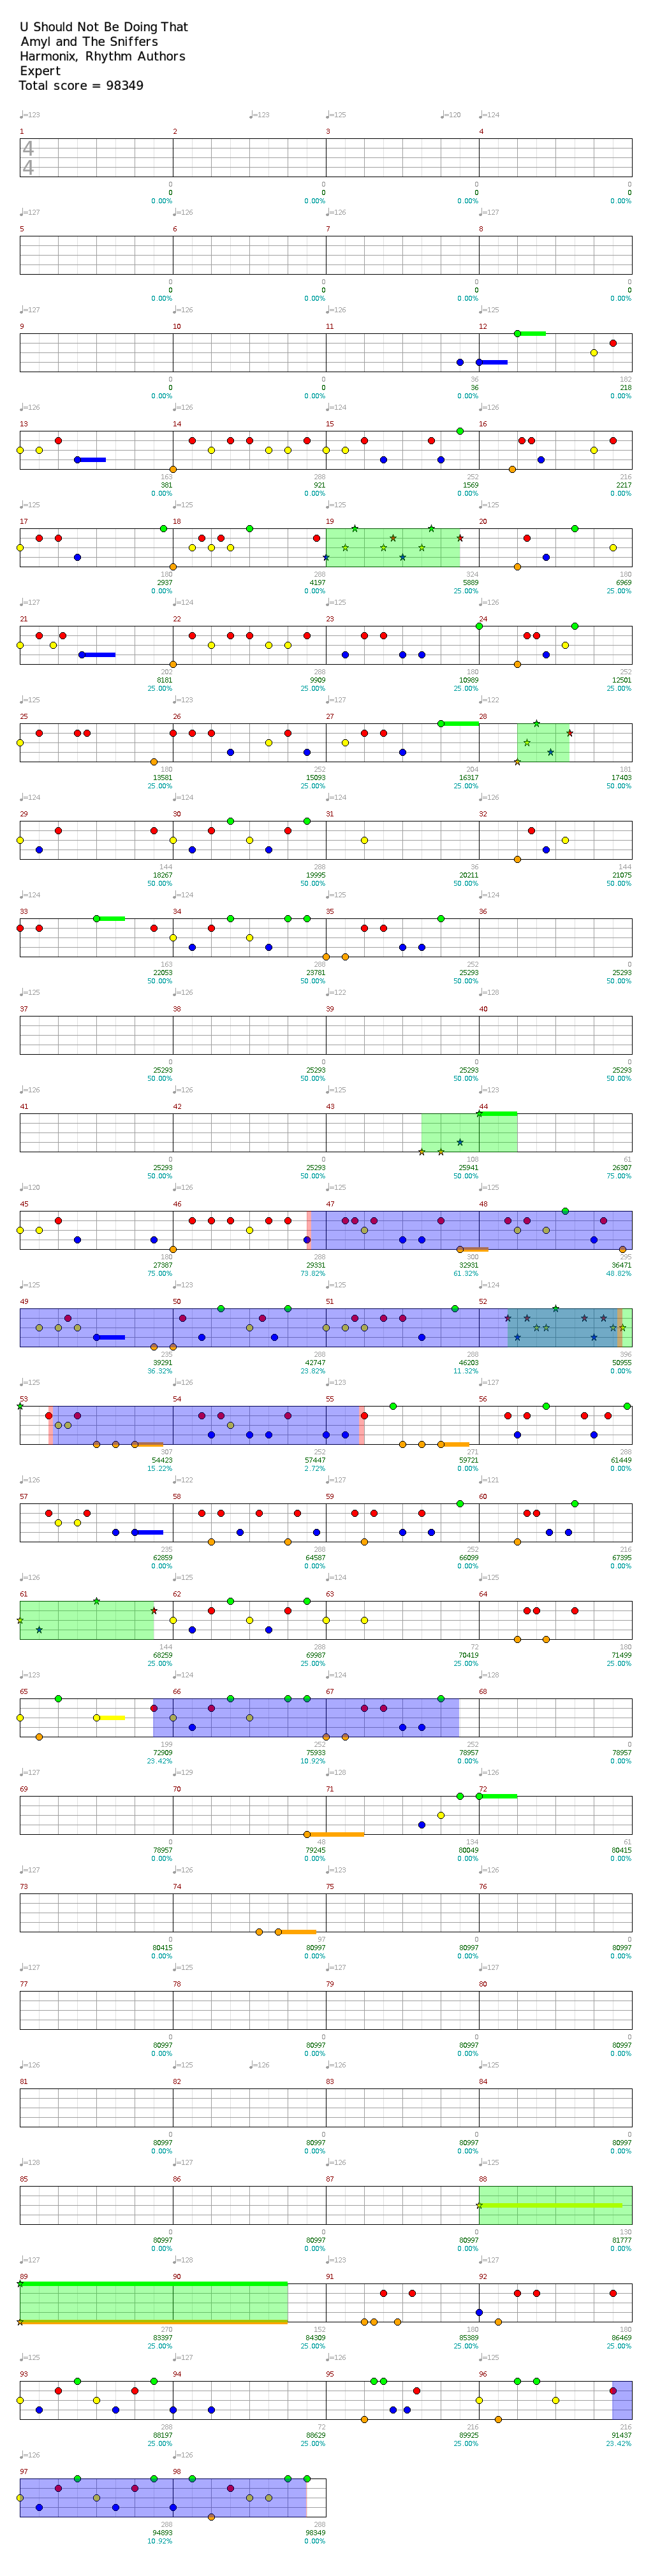 U Should Not Be Doing That
Amyl and The Sniffers
Harmonix, Rhythm Authors
Expert
Total score = 98349
♩=123 ♩=123 ♩=125 ♩=120 ♩=124
1 2 3 4
4
4
0 0 0 0
0 0 0 0
0.00% 0.00% 0.00% 0.00%
♩=127 ♩=126 ♩=126 ♩=127
5 6 7 8
0 0 0 0
0 0 0 0
0.00% 0.00% 0.00% 0.00%
♩=127 ♩=126 ♩=126 ♩=125
9 10 11 12
0 0 36 182
0 0 36 218
0.00% 0.00% 0.00% 0.00%
♩=126 ♩=125 ♩=124 ♩=126
13 14 15 16
163 288 252 216
381 921 1569 2217
0.00% 0.00% 0.00% 0.00%
♩=125 ♩=125 ♩=125 ♩=125
17 18 19 20
180 288 324 180
2937 4197 5889 6969
0.00% 0.00% 25.00% 25.00%
♩=127 ♩=124 ♩=125 ♩=126
21 22 23 24
202 288 180 252
8181 9909 10989 12501
25.00% 25.00% 25.00% 25.00%
♩=125 ♩=123 ♩=127 ♩=122
25 26 27 28
180 252 204 181
13581 15093 16317 17403
25.00% 25.00% 25.00% 50.00%
♩=124 ♩=124 ♩=124 ♩=126
29 30 31 32
144 288 36 144
18267 19995 20211 21075
50.00% 50.00% 50.00% 50.00%
♩=124 ♩=124 ♩=125
33 34 35 36
163 288 252 0
22053 23781 25293 25293
50.00% 50.00% 50.00% 50.00%
♩=125 ♩=126 ♩=122 ♩=128
37 38 39 40
0 0 0 0
25293 25293 25293 25293
50.00% 50.00% 50.00% 50.00%
♩=126 ♩=126 ♩=125 ♩=123
41 42 43 44
0 0 108 61
25293 25293 25941 26307
50.00% 50.00% 50.00% 75.00%
♩=120 ♩=126 ♩=125 ♩=125
45 46 47 48
180 288 300 295
27387 29331 32931 36471
75.00% 73.82% 61.32% 48.82%
♩=125 ♩=125 ♩=125 ♩=124
49 50 51 52
235 288 288 396
39291 42747 46203 50955
36.32% 23.82% 11.32% 25.00%
♩=126 ♩=127 ♩=125
53 54 55 56
307 252 271 288
54423 57447 59721 61449
15.22% 2.72% 0.00% 0.00%
♩=126 ♩=125 ♩=127 ♩=121
57 58 59 60
235 288 252 216
62859 64587 66099 67395
0.00% 0.00% 0.00% 0.00%
♩=126 ♩=125 ♩=124
61 62 63 64
144 288 72 180
68259 69987 70419 71499
25.00% 25.00% 25.00% 25.00%
♩=123 ♩=124 ♩=124 ♩=128
65 66 67 68
199 252 252 0
72909 75933 78957 78957
23.42% 10.92% 0.00% 0.00%
♩=127 ♩=129 ♩=128 ♩=126
69 70 71 72
0 48 134 61
78957 79245 80049 80415
0.00% 0.00% 0.00% 0.00%
♩=127 ♩=126 ♩=123
73 74 75 76
0 97 0 0
80415 80997 80997 80997
0.00% 0.00% 0.00% 0.00%
♩=127 ♩=125 ♩=127 ♩=127
77 78 79 80
0 0 0 0
80997 80997 80997 80997
0.00% 0.00% 0.00% 0.00%
♩=126 ♩=125 ♩=126 ♩=126 ♩=125
81 82 83 84
0 0 0 0
80997 80997 80997 80997
0.00% 0.00% 0.00% 0.00%
♩=128 ♩=127 ♩=126 ♩=125
85 86 87 88
0 0 0 130
80997 80997 80997 81777
0.00% 0.00% 0.00% 0.00%
♩=127 ♩=128 ♩=123 ♩=127
89 90 91 92
270 152 180 180
83397 84309 85389 86469
25.00% 25.00% 25.00% 25.00%
♩=125 ♩=127 ♩=126 ♩=125
93 94 95 96
288 72 216 216
88197 88629 89925 91437
25.00% 25.00% 25.00% 23.42%
♩=126 ♩=126
97 98
288 288
94893 98349
10.92% 0.00%